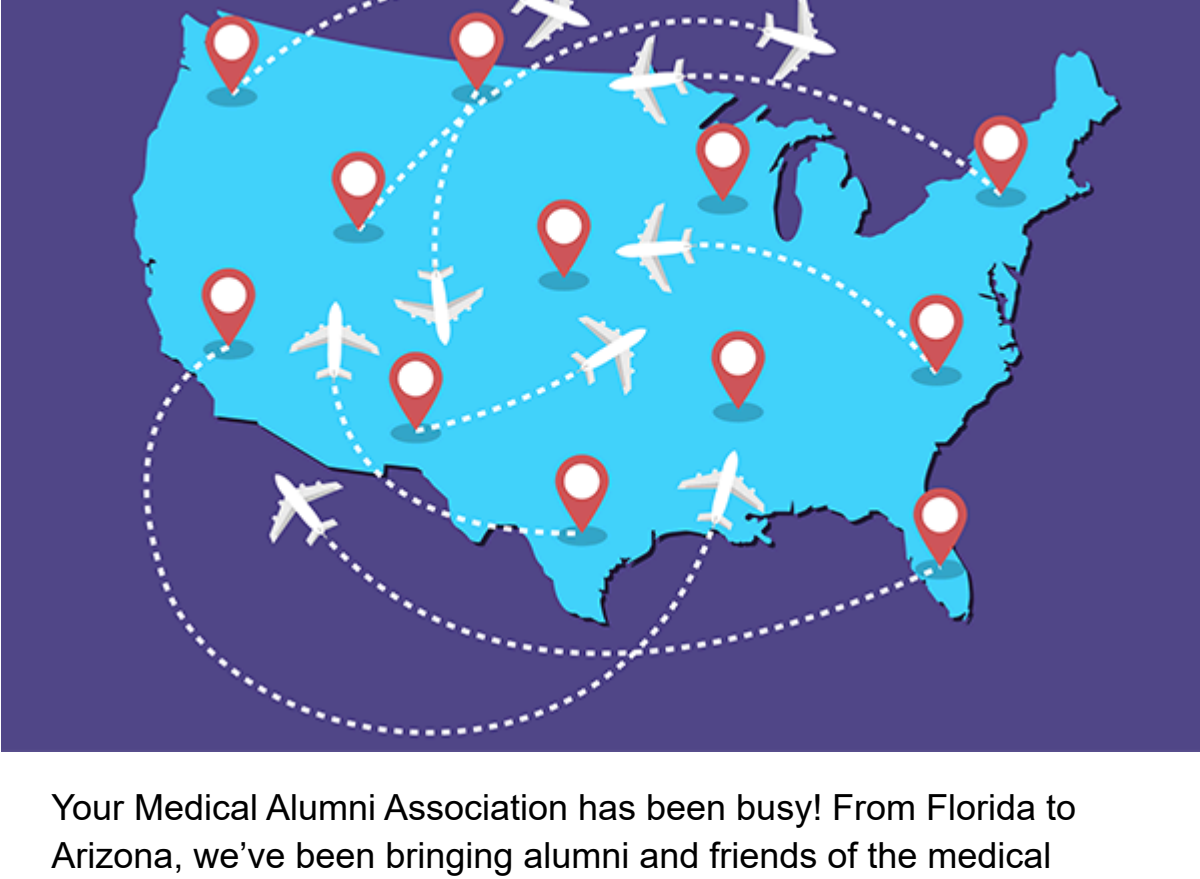 Your Medical Alumni Association has been busy! From Florida to
Arizona, we’ve been bringing alumni and friends of the medical